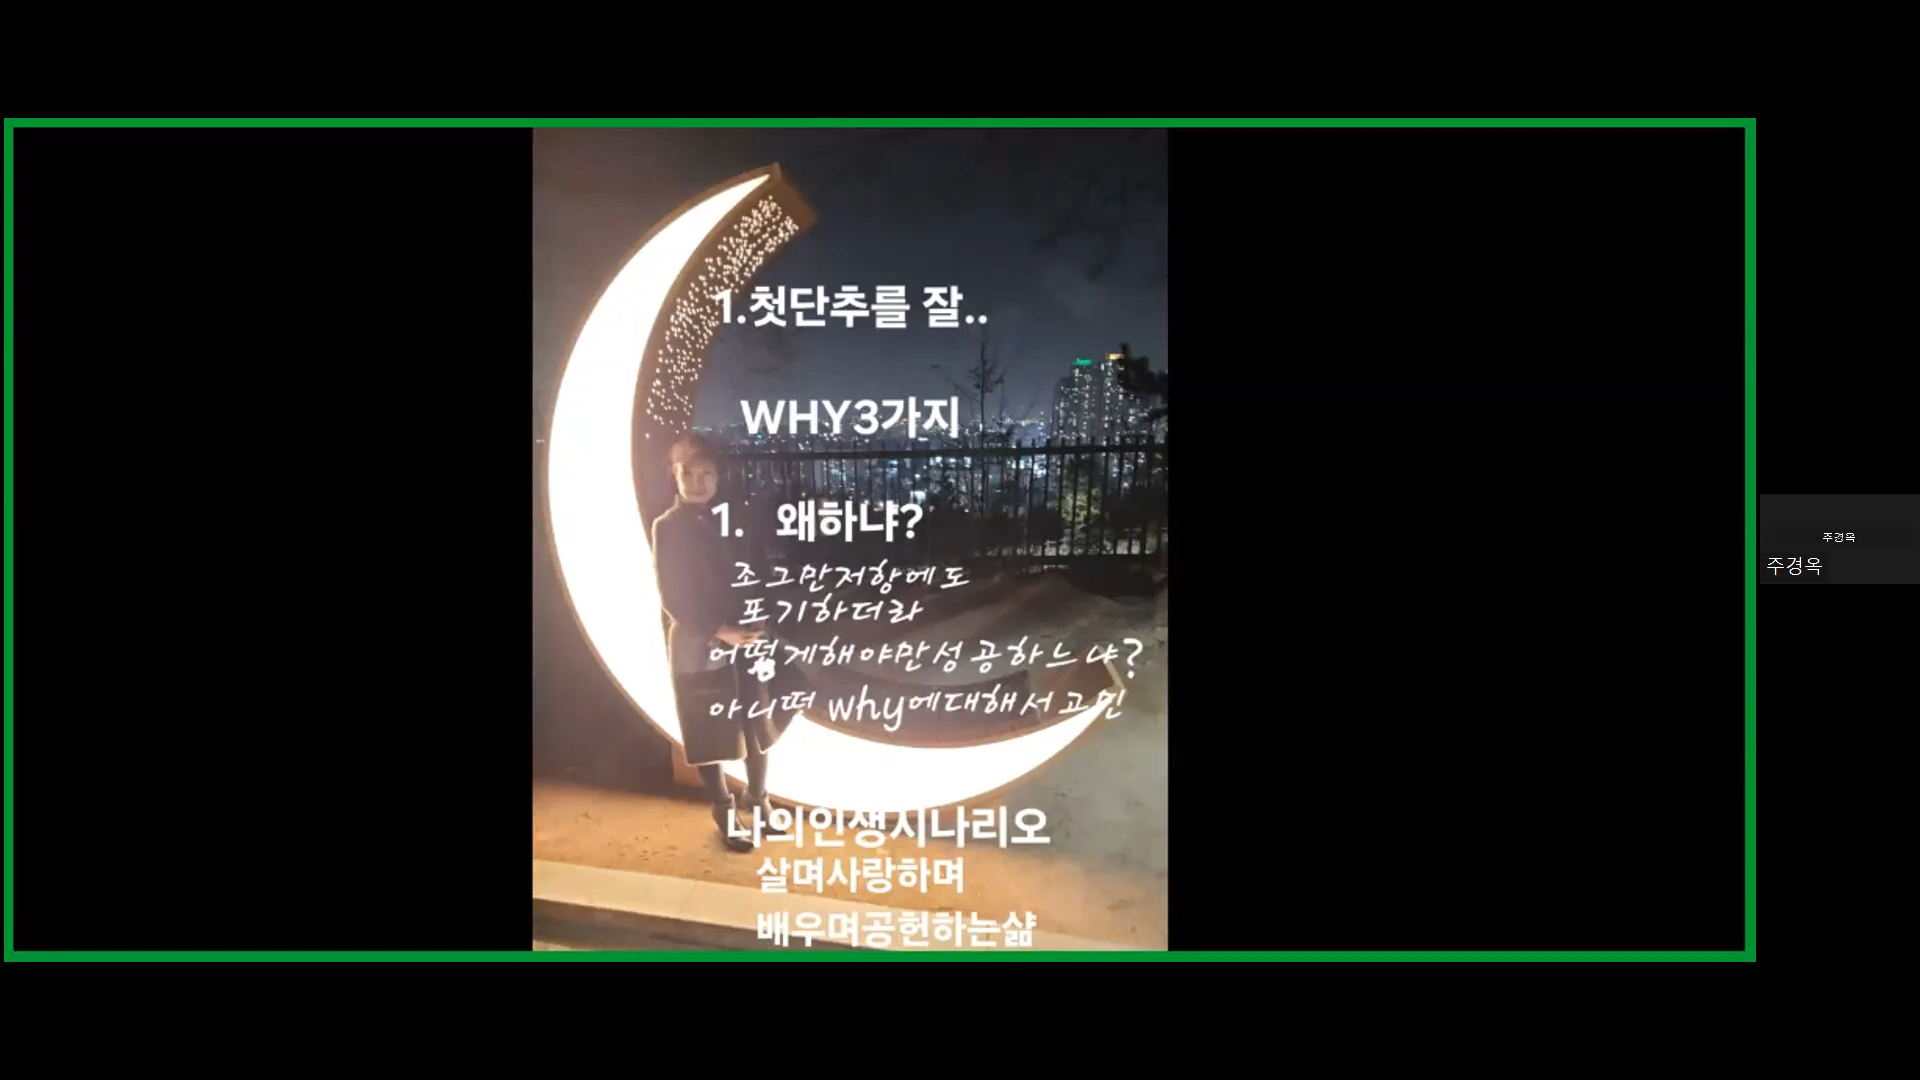 1.첫단추를 잘..
WHY3가지
1. 왜하냐?
조그만저항에도
포기하더라
어떻게해야만성공하느냐?
아니떤 why에대해서고민
나의인생시나리오
살며사랑하며
배우며공헌하는삶
주경옥
주경옥